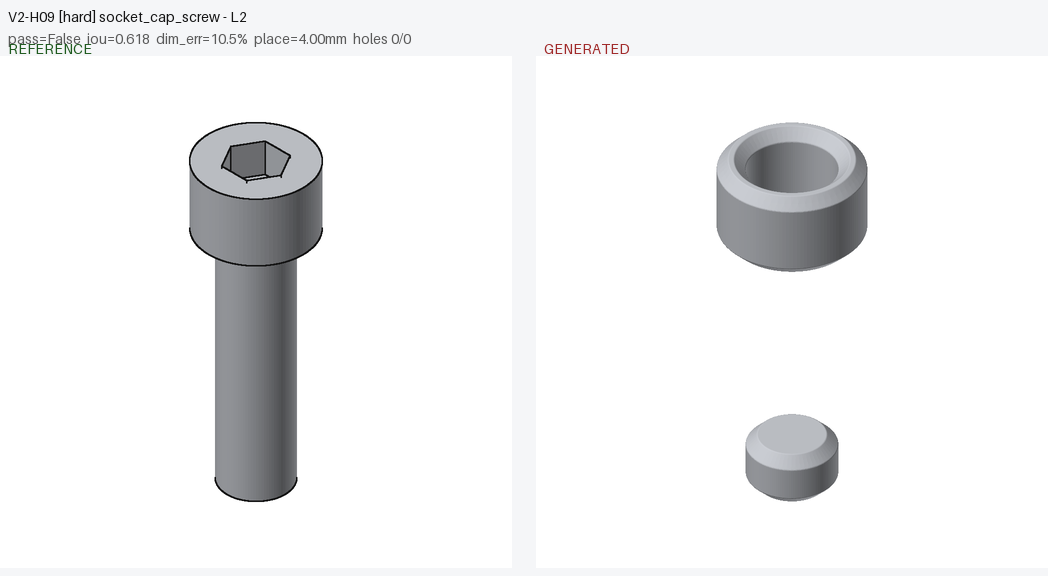 V2-H09 [hard] socket_cap_screw - L2
pass=False iou=0.618 dim_err=10.5% place=4.00mm holes 0/0
REFERENCE
GENERATED